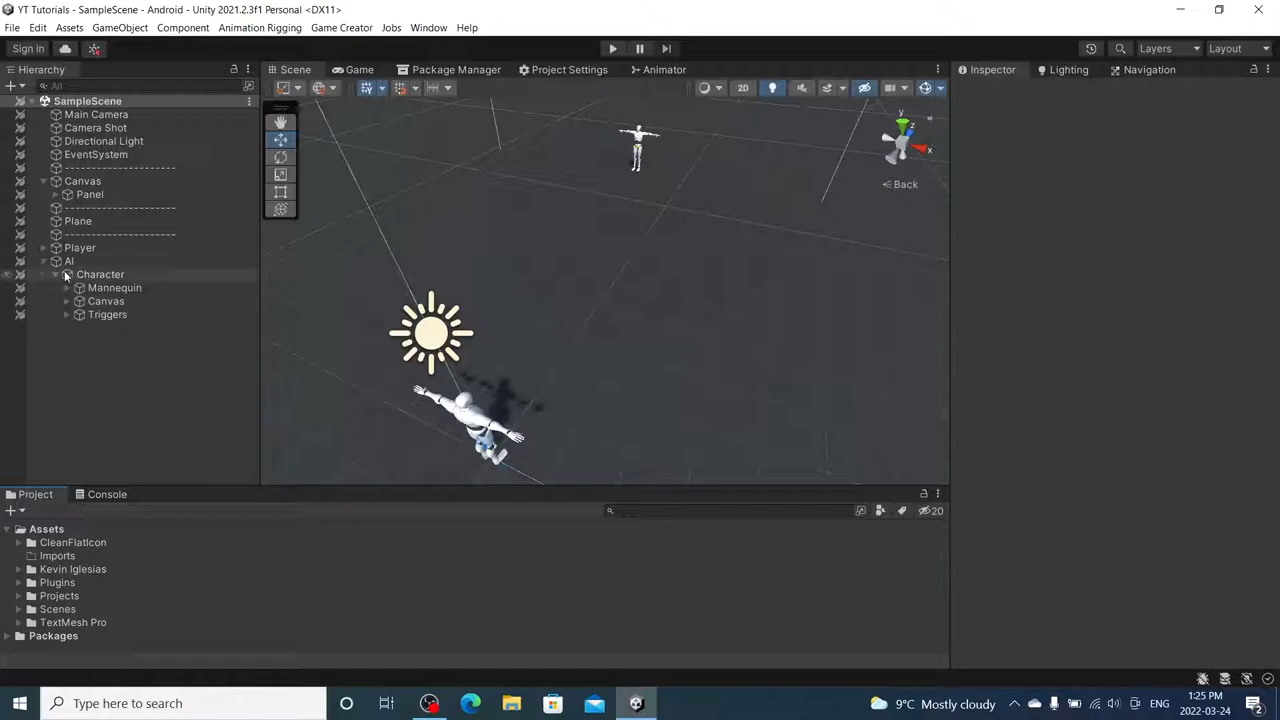 YT Tutorials - SampleScene - Android - Unity 2021.2.3f1 Personal <DX11>
File Edit Assets GameObject Component Animation Rigging Game Creator Jobs Window Help
Sign in
Layers
Layout
Hierarchy
Scene
Game
Package Manager
Project Settings
Animator
Inspector
Lighting
Navigation
All
2D
SampleScene
Main Camera
Camera Shot
Directional Light
EventSystem
-----------------------
Canvas
Panel
-----------------------
Plane
-----------------------
Player
AI
Character
Mannequin
Canvas
Triggers
y
z
x
Back
Project
Console
20
Assets
CleanFlatIcon
Imports
Kevin Iglesias
Plugins
Projects
Scenes
TextMesh Pro
Packages
Type here to search
9°C Mostly cloudy
ENG
1:25 PM
2022-03-24
2